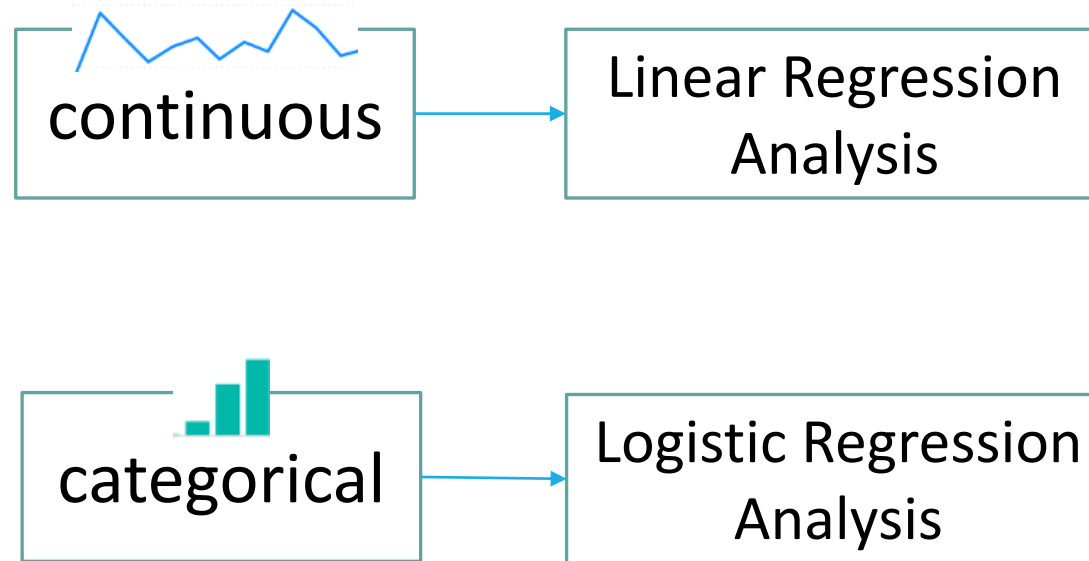 continuous
Linear Regression
Analysis
categorical
Logistic Regression
Analysis